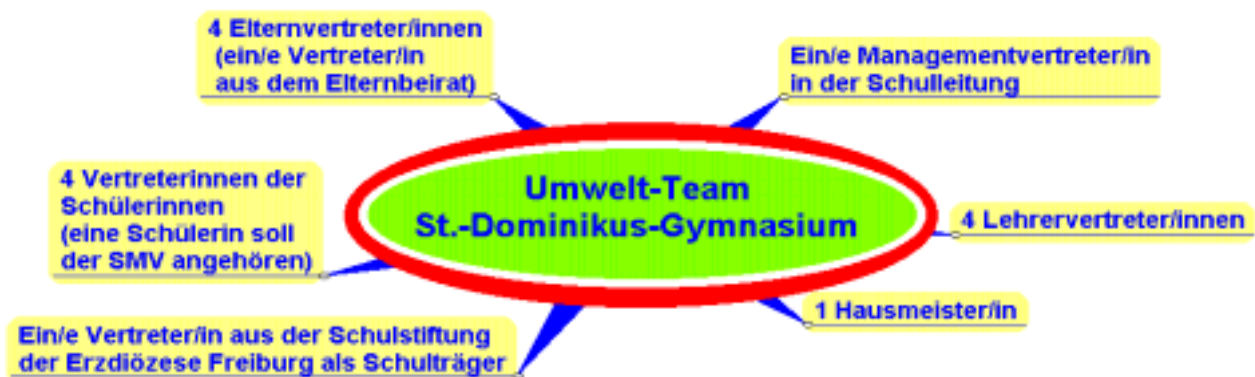 4 Elternvertreter/innen
(ein/e Vertreter/in
aus dem Elternbeirat)
Ein/e Managementvertreter/in
in der Schulleitung
Umwelt-Team
St.-Dominikus-Gymnasium
4 Vertreterinnen der
Schülerinnen
(eine Schülerin soll
der SMV angehören)
4 Lehrervertreter/innen
1 Hausmeister/in
Ein/e Vertreter/in aus der Schulstiftung
der Erzdiözese Freiburg als Schulträger